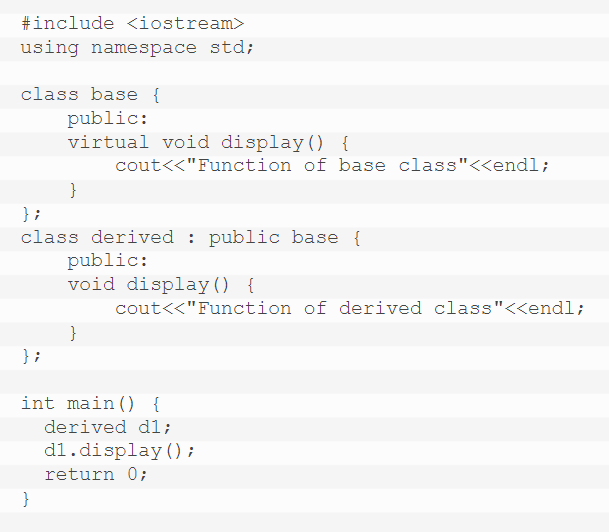 #include <iostream>
using namespace std;

class base {
    public:
    virtual void display() {
        cout<<"Function of base class"<<endl;
    }
};
class derived : public base {
    public:
    void display() {
        cout<<"Function of derived class"<<endl;
    }
};

int main() {
  derived d1;
  d1.display();
  return 0;
}